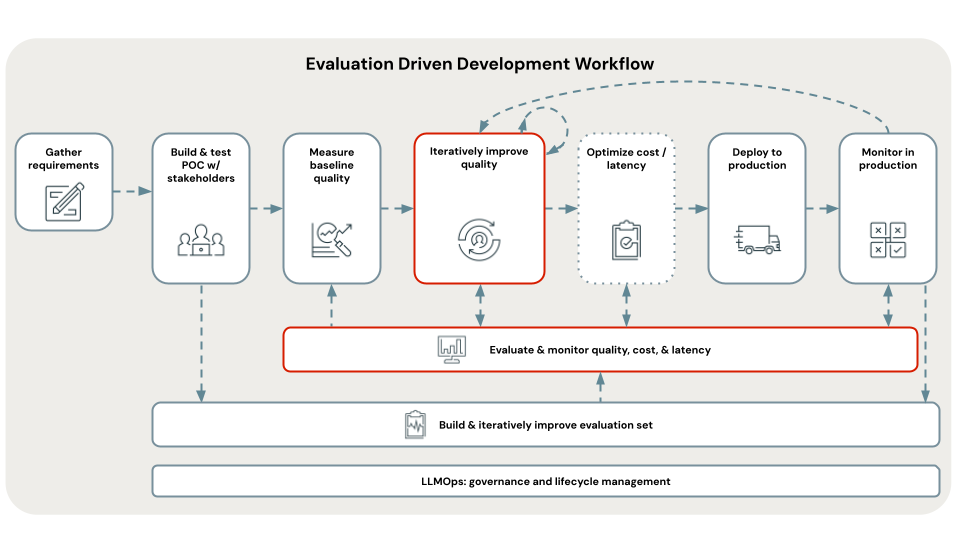 Evaluation Driven Development Workflow
Gather
requirements
Build & test
POC w/
stakeholders
Measure
baseline
quality
Iteratively improve
quality
Optimize cost /
latency
Deploy to
production
Monitor in
production
Evaluate & monitor quality, cost, & latency
Build & iteratively improve evaluation set
LLMOps: governance and lifecycle management